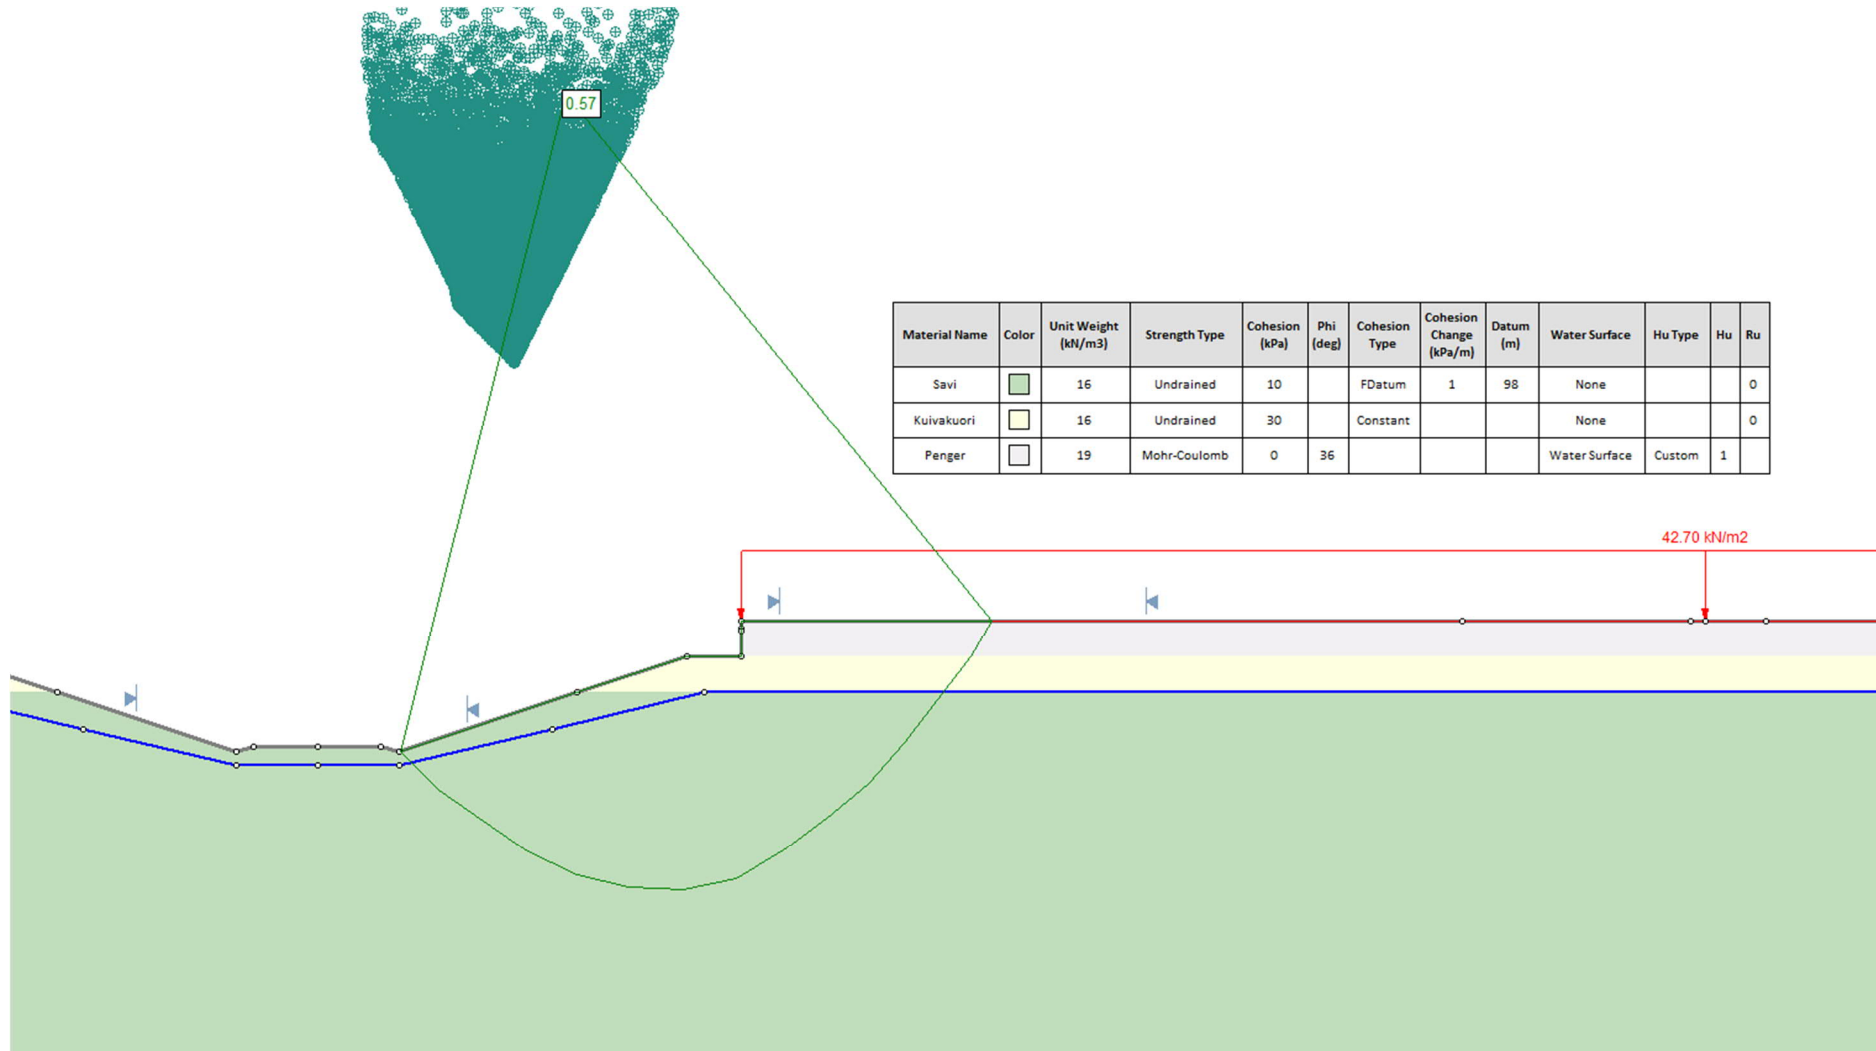 0.57
Material Name Color Unit Weight (kN/m3) Strength Type Cohesion (kPa) Phi (deg) Cohesion Type Cohesion Change (kPa/m) Datum (m) Water Surface Hu Type Hu Ru
Savi 16 Undrained 10 FDatum 1 98 None 0
Kuivakuori 16 Undrained 30 Constant None 0
Penger 19 Mohr-Coulomb 0 36 Water Surface Custom 1
42.70 kN/m2